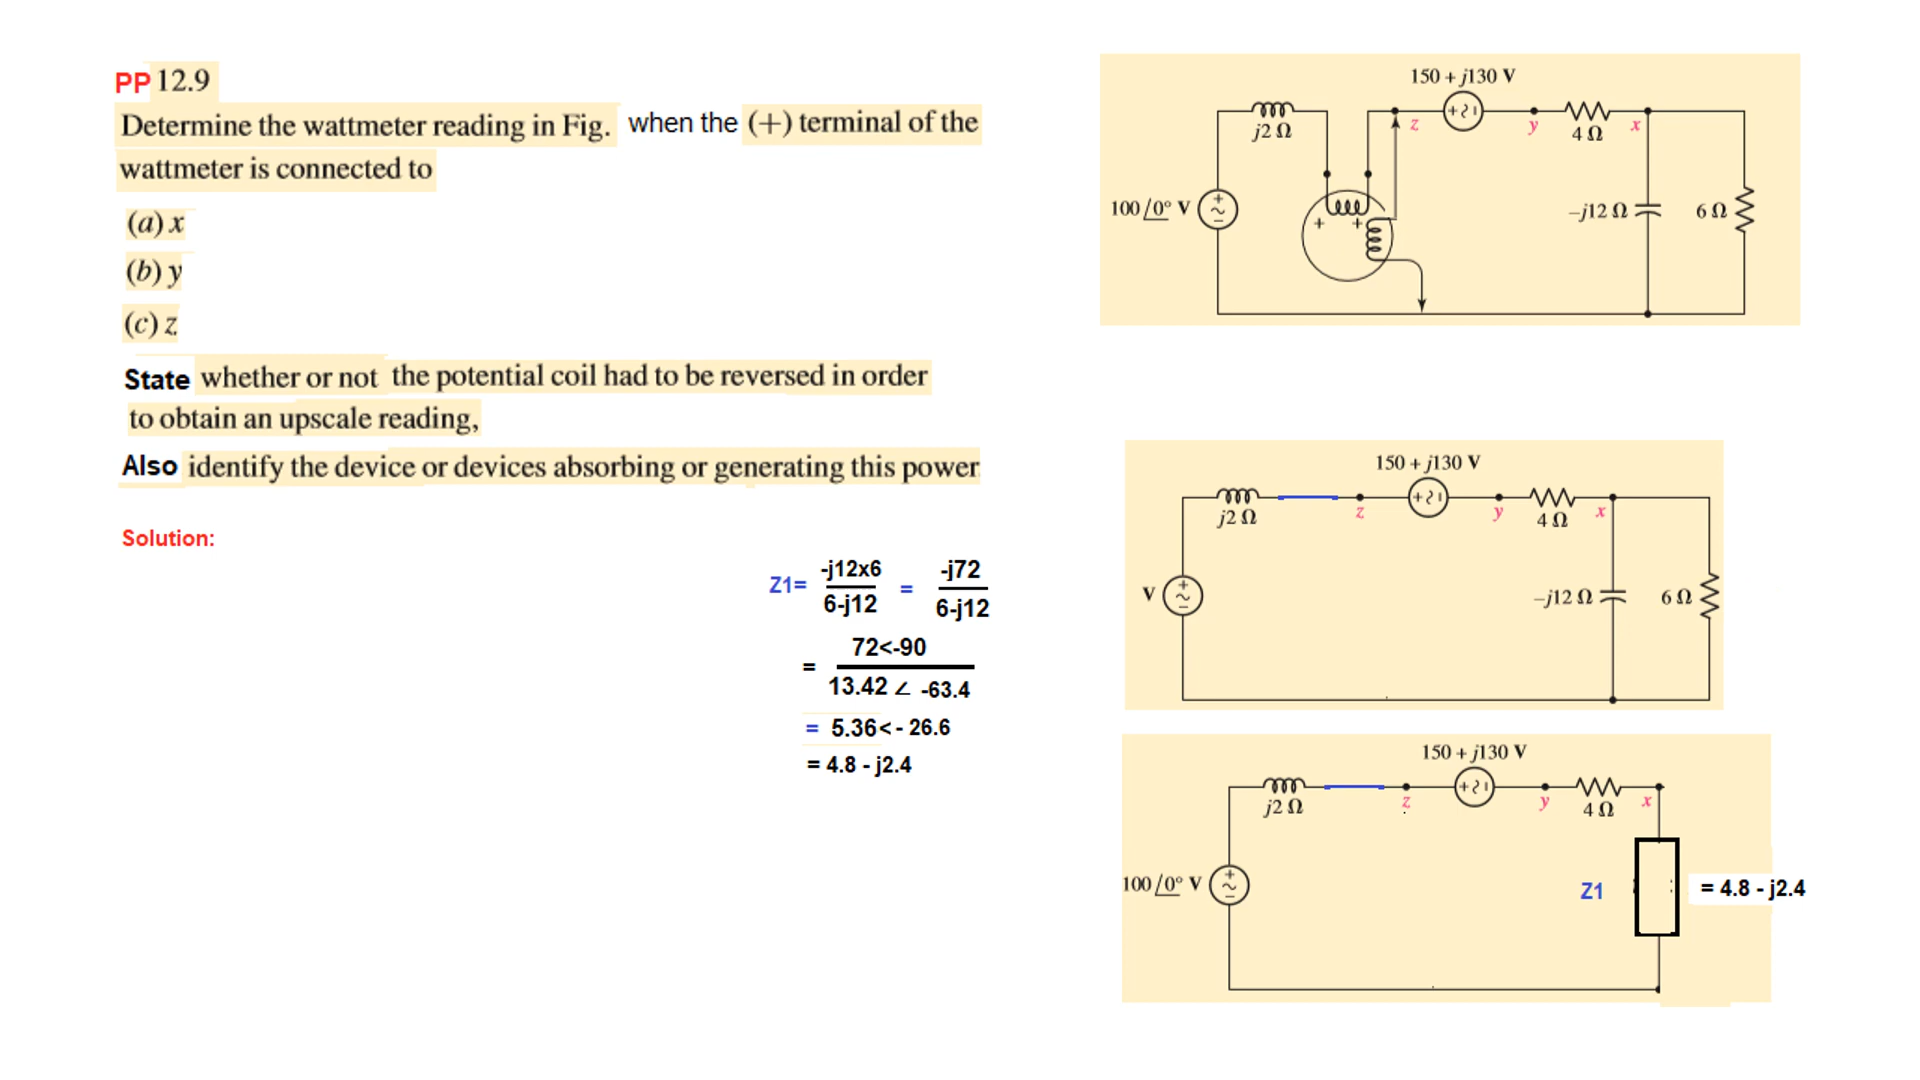 PP 12.9
Determine the wattmeter reading in Fig. when the (+) terminal of the
wattmeter is connected to
(a) x
(b) y
(c) z
State whether or not the potential coil had to be reversed in order
to obtain an upscale reading,
Also identify the device or devices absorbing or generating this power
Solution:
Z1= -j12x6 = -j72
6-j12 6-j12
= 72<-90
13.42 ∠ -63.4
= 5.36<- 26.6
= 4.8 - j2.4
150 + j130 V
j2 Ω
z
y
4 Ω
x
100 /0° V
+
~
–
+ +
–j12 Ω
6 Ω
150 + j130 V
j2 Ω
z
y
4 Ω
x
V
–j12 Ω
6 Ω
150 + j130 V
j2 Ω
z
y
4 Ω
x
100 /0° V
Z1
= 4.8 - j2.4